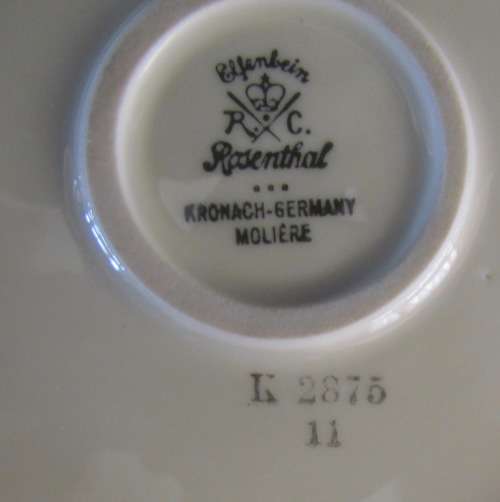 Elfenbein
R. C.
Rosenthal
KRONACH-GERMANY
MOLIÈRE
K 2875
11